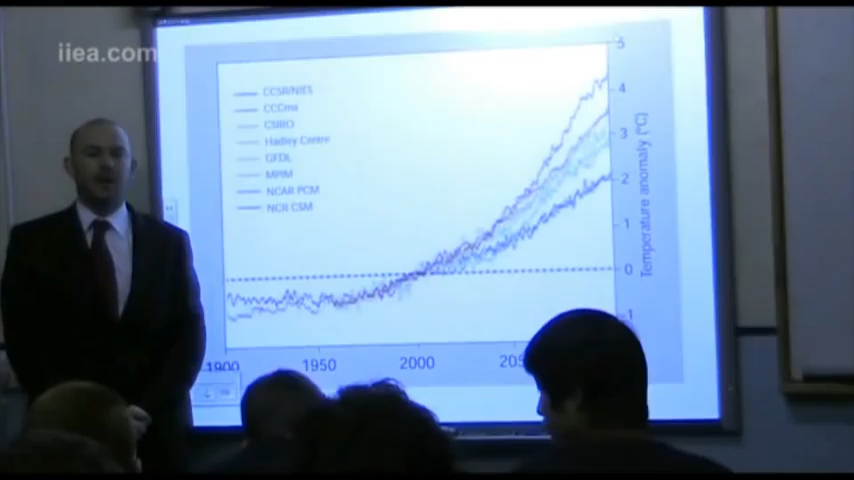 iiea.com
CCSR/NIES
CCCma
CSIRO
Hadley Centre
GFDL
MPIM
NCAR PCM
NCR CSM
5
4
3
2
1
0
1
Temperature anomaly (°C)
1900
1950
2000